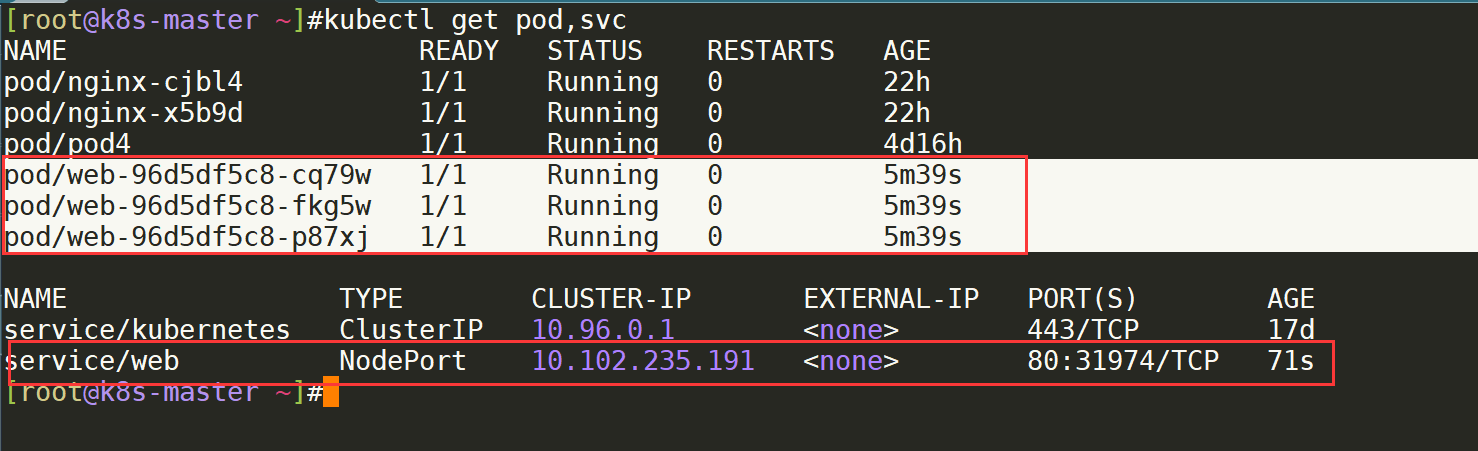 [root@k8s-master ~]#kubectl get pod,svc
NAME READY STATUS RESTARTS AGE
pod/nginx-cjbl4 1/1 Running 0 22h
pod/nginx-x5b9d 1/1 Running 0 22h
pod/pod4 1/1 Running 0 4d16h
pod/web-96d5df5c8-cq79w 1/1 Running 0 5m39s
pod/web-96d5df5c8-fkg5w 1/1 Running 0 5m39s
pod/web-96d5df5c8-p87xj 1/1 Running 0 5m39s
NAME TYPE CLUSTER-IP EXTERNAL-IP PORT(S) AGE
service/kubernetes ClusterIP 10.96.0.1 <none> 443/TCP 17d
service/web NodePort 10.102.235.191 <none> 80:31974/TCP 71s
[root@k8s-master ~]#